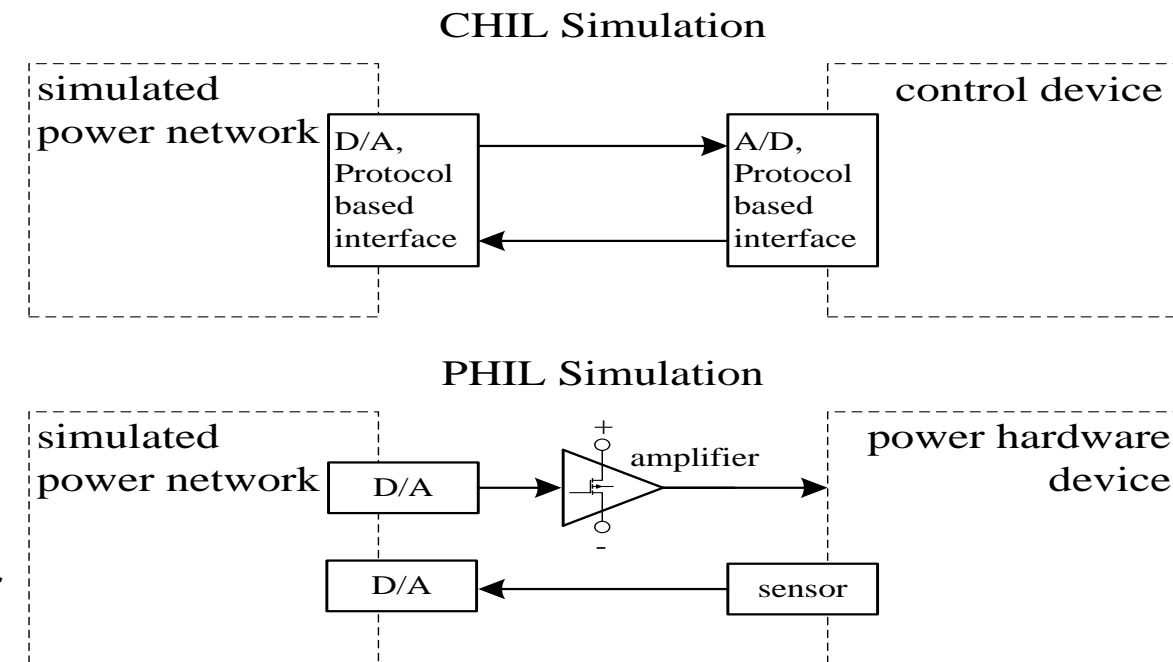 CHIL Simulation
simulated
power network
control device
D/A,
Protocol
based
interface
A/D,
Protocol
based
interface
PHIL Simulation
simulated
power network
power hardware
device
+
amplifier
-
D/A
D/A
sensor